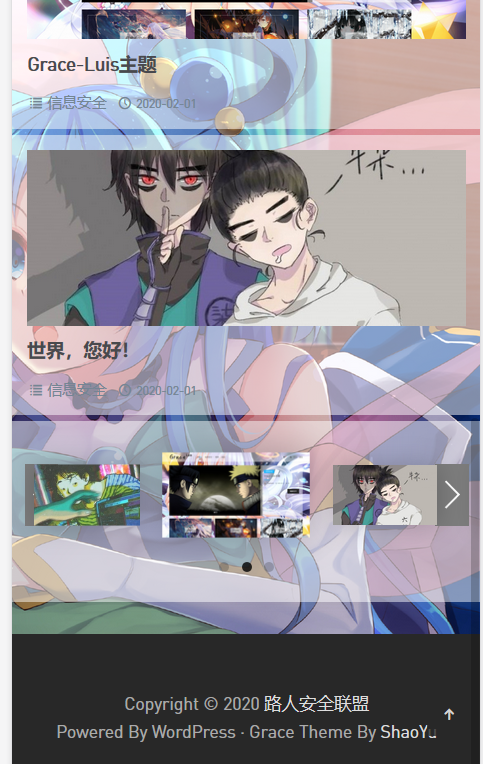 Grace-Luis主题
信息安全 2020-02-01
柒...
世界，您好！
信息安全 2020-02-01
Copyright © 2020 路人安全联盟
Powered By WordPress · Grace Theme By ShaoYu